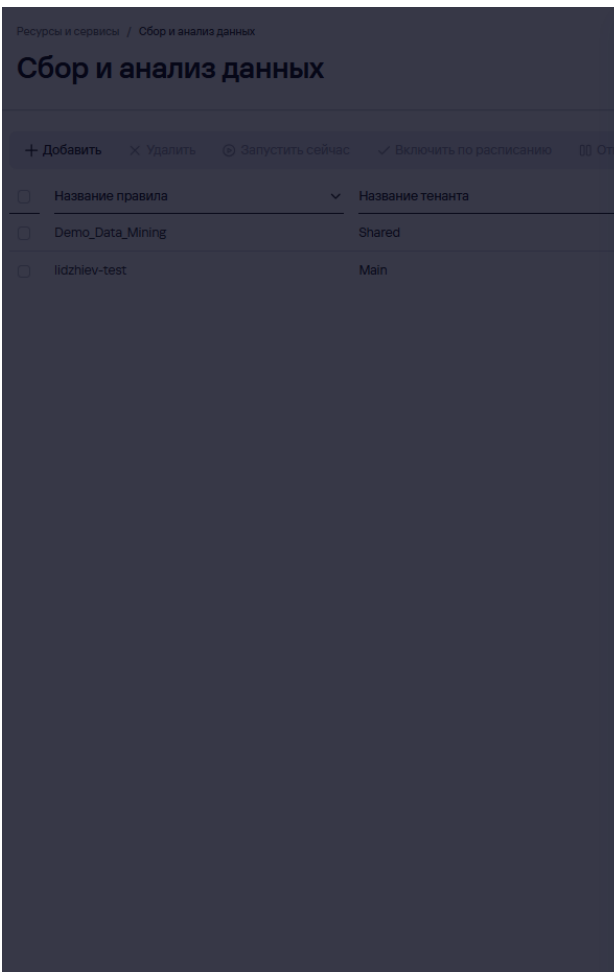 Ресурсы и сервисы / Сбор и анализ данных
Сбор и анализ данных
Добавить Удалить Запустить сейчас Включить по расписанию От
Название правила Название тенанта
Demo_Data_Mining Shared
lidzhiev-test Main